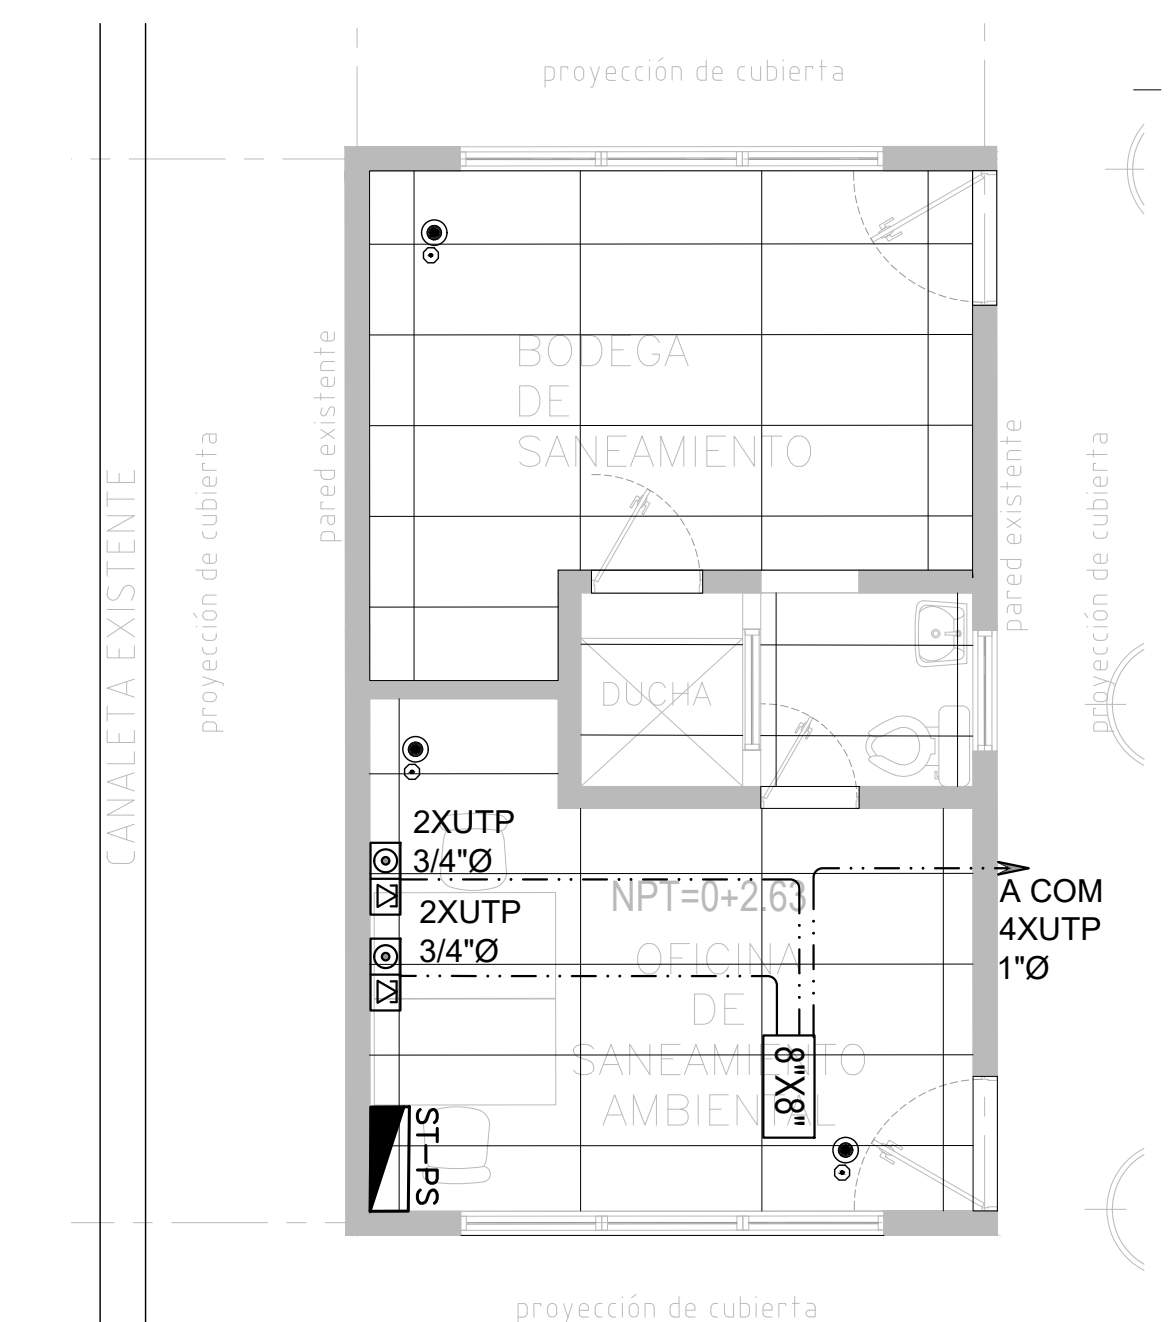 proyección de cubierta
pared existente
BODEGA
DE
SANEAMIENTO
pared existente
proyección de cubierta
proyección de cubierta
CANALETA EXISTENTE
DUCHA
2XUTP
3/4"Ø
NPT=0+2.63
A COM
4XUTP
1"Ø
2XUTP
3/4"Ø
OFICINA
DE
SANEAMIENTO
AMBIENTAL
8"X8"
ST-PS
proyección de cubierta